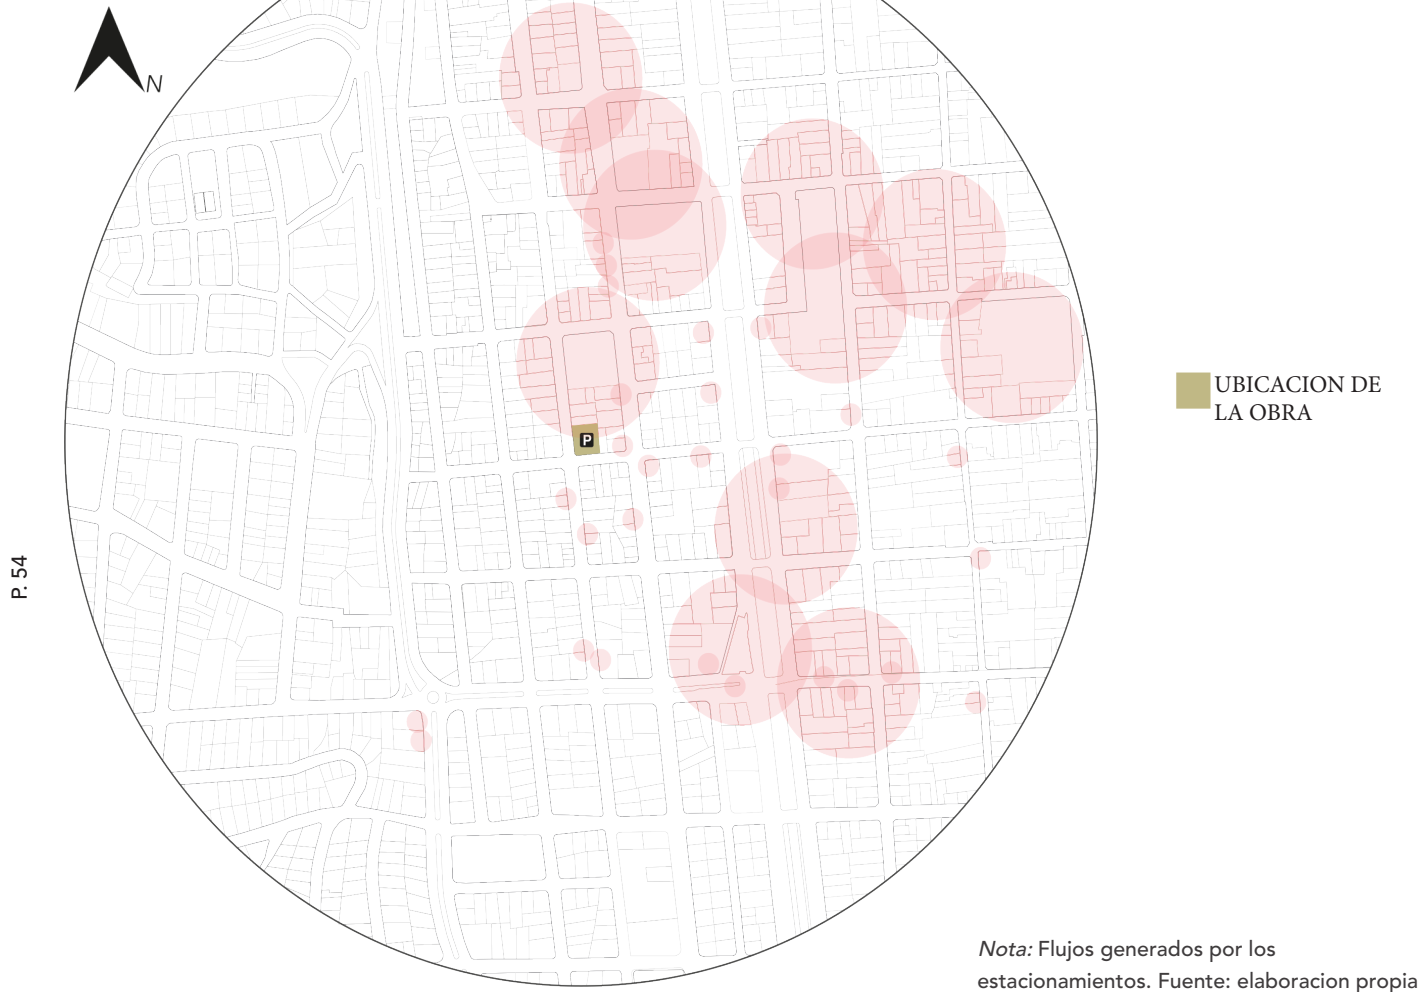 N
P
UBICACION DE
LA OBRA
P. 54
Nota: Flujos generados por los
estacionamientos. Fuente: elaboracion propia